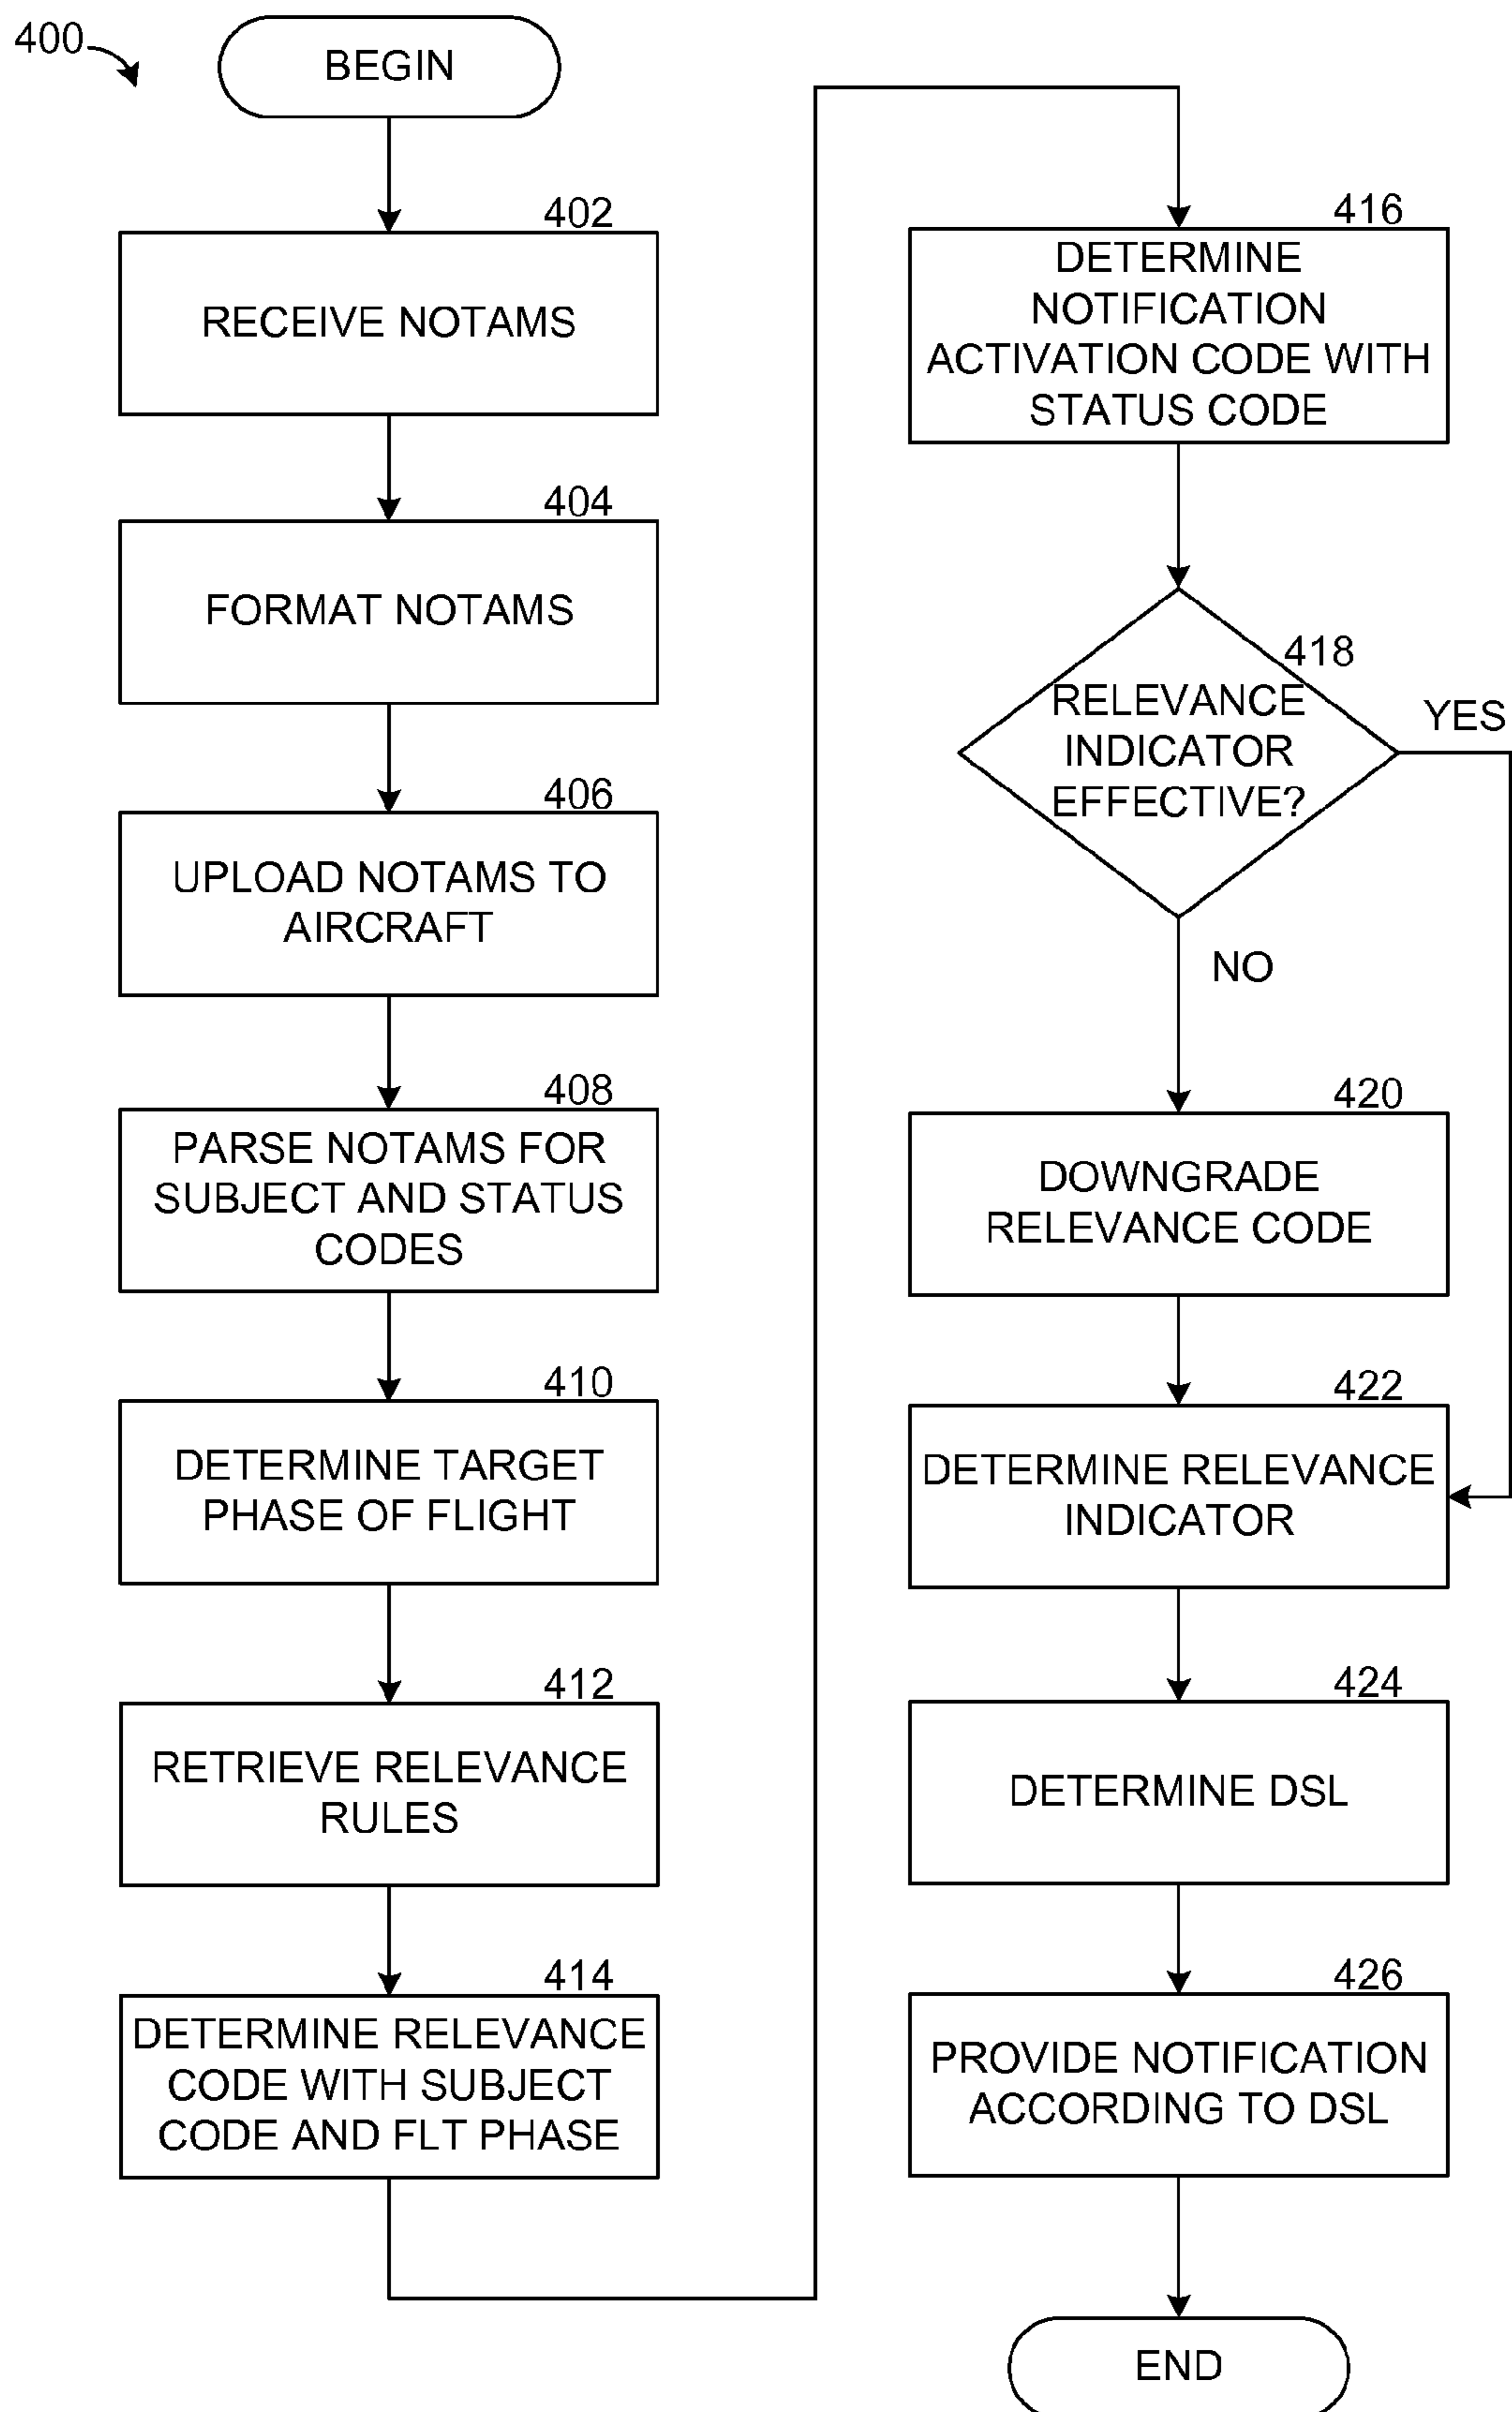 400
BEGIN
402
RECEIVE NOTAMS
404
FORMAT NOTAMS
406
UPLOAD NOTAMS TO
AIRCRAFT
408
PARSE NOTAMS FOR
SUBJECT AND STATUS
CODES
410
DETERMINE TARGET
PHASE OF FLIGHT
412
RETRIEVE RELEVANCE
RULES
414
DETERMINE RELEVANCE
CODE WITH SUBJECT
CODE AND FLT PHASE
416
DETERMINE
NOTIFICATION
ACTIVATION CODE WITH
STATUS CODE
418
RELEVANCE
INDICATOR
EFFECTIVE?
YES
NO
420
DOWNGRADE
RELEVANCE CODE
422
DETERMINE RELEVANCE
INDICATOR
424
DETERMINE DSL
426
PROVIDE NOTIFICATION
ACCORDING TO DSL
END